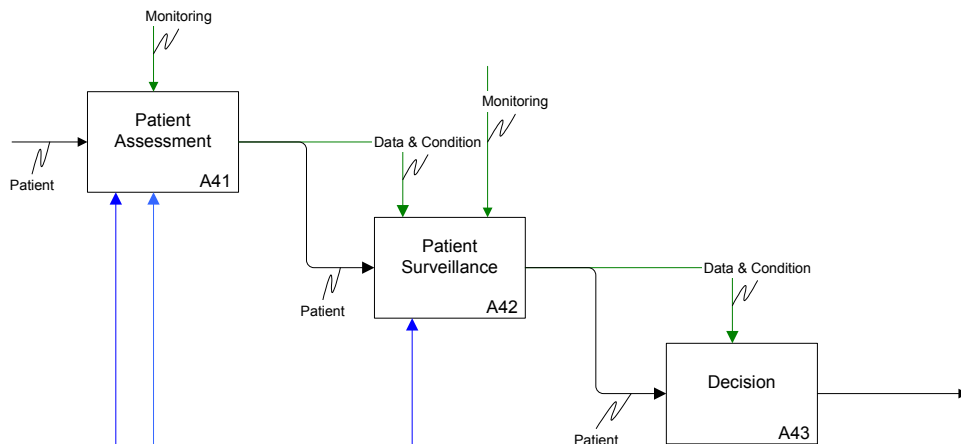 Monitoring
Patient
Assessment
A41
Patient
Monitoring
Data & Condition
Patient
Surveillance
A42
Patient
Data & Condition
Decision
A43
Patient